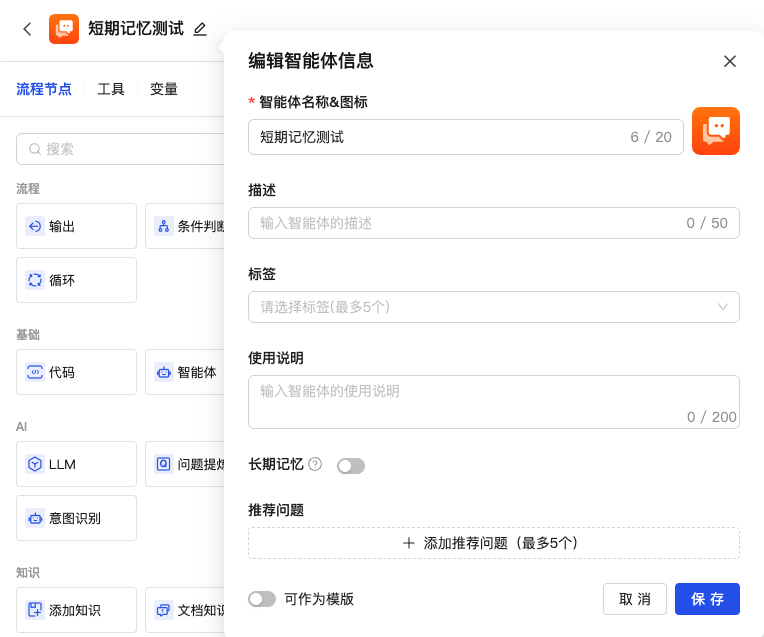 短期记忆测试
流程节点 工具 变量
搜索
流程
输出 条件判断
循环
基础
代码 智能体
AI
LLM 问题提炼
意图识别
知识
添加知识 文档知识
编辑智能体信息
* 智能体名称&图标
短期记忆测试 6 / 20
描述
输入智能体的描述 0 / 50
标签
请选择标签(最多5个)
使用说明
输入智能体的使用说明
0 / 200
长期记忆 ?
推荐问题
+ 添加推荐问题（最多5个）
可作为模版 取 消 保 存